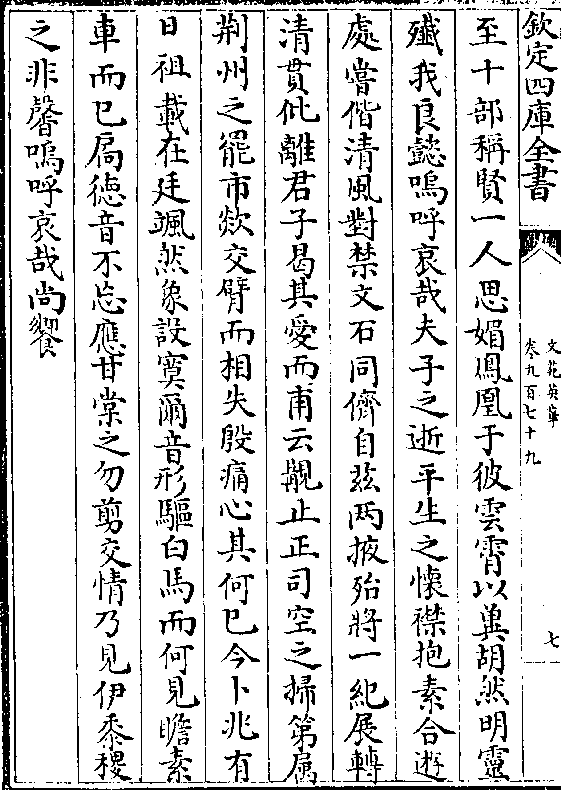 欽定四庫全書
文苑英華
卷九百七十九
七
至十部稱賢一人思媚鳳凰于彼雲霄以冀胡然明靈
殲我良懿嗚呼哀哉夫子之逝平生之懷襟抱素合遊
處嘗偕清風對禁文石同儕自茲兩掖殆將一紀展轉
清貫仳離君子曷其愛而甫云覯止正司空之掃第屬
荆州之罷市欻交臂而相失殷痛心其何已今卜兆有
日祖載在廷颯然象設寞爾音形驅白馬而何見瞻素
車而已扃徳音不忘應甘棠之勿剪交情乃見伊黍稷
之非馨嗚呼哀哉尚饗